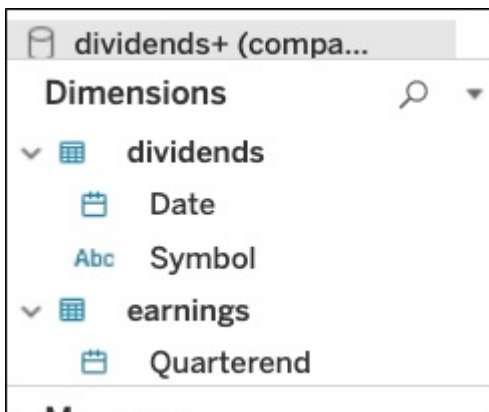 dividends+ (compa...
Dimensions
dividends
Date
Abc Symbol
earnings
Quarterend